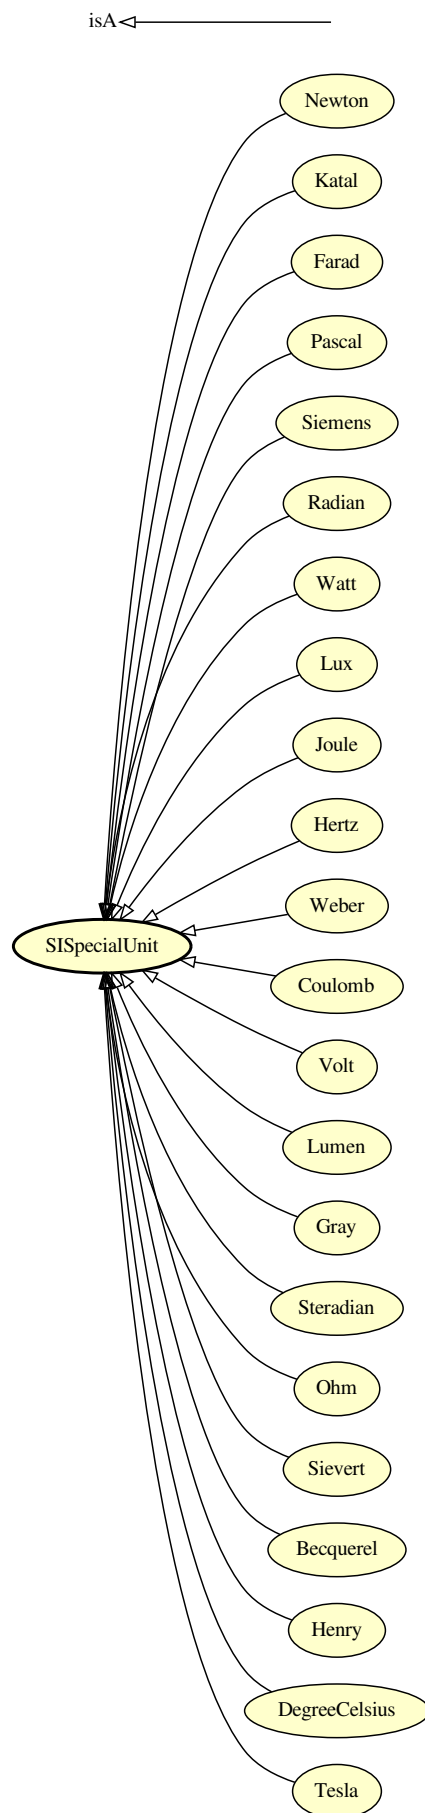 isA
Newton
Katal
Farad
Pascal
Siemens
Radian
Watt
Lux
Joule
Hertz
Weber
SISpecialUnit
Coulomb
Volt
Lumen
Gray
Steradian
Ohm
Sievert
Becquerel
Henry
DegreeCelsius
Tesla